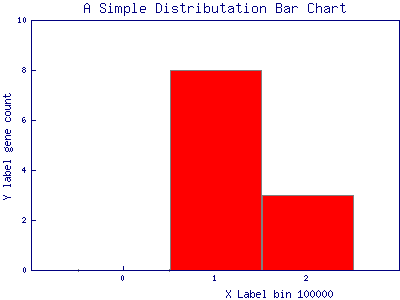 A Simple Distributation Bar Chart
10
8
6
4
2
0
Y label gene count
0 1 2
X Label bin 100000